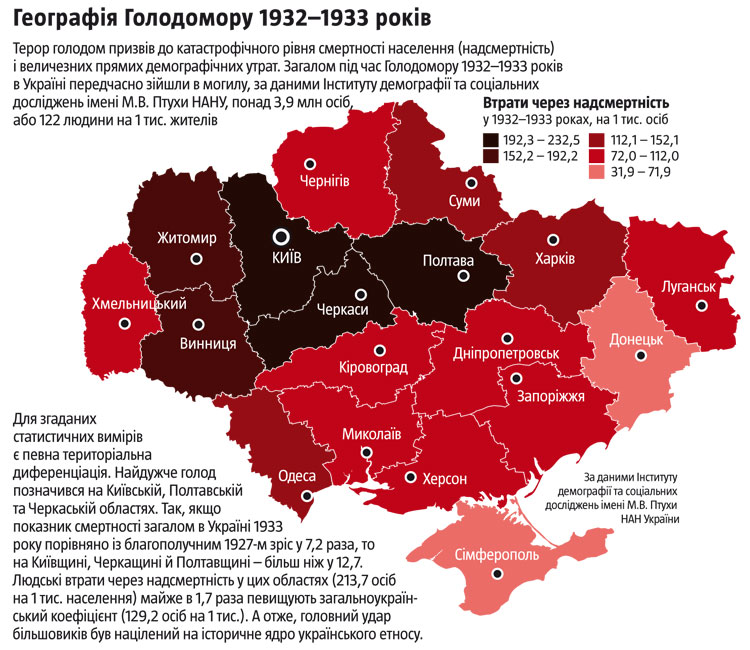 Географія Голодомору 1932–1933 років
Терор голодом призвів до катастрофічного рівня смертності населення (надсмертність)
і величезних прямих демографічних утрат. Загалом під час Голодомору 1932–1933 років
в Україні передчасно зійшли в могилу, за даними Інституту демографії та соціальних
досліджень імені М.В. Птухи НАНУ, понад 3,9 млн осіб,
або 122 людини на 1 тис. жителів
Втрати через надсмертність
у 1932–1933 роках, на 1 тис. осіб
192,3 – 232,5
112,1 – 152,1
152,2 – 192,2
72,0 – 112,0
31,9 – 71,9
Чернігів
Суми
Житомир
КИЇВ
Полтава
Харків
Луганськ
Хмельницький
Черкаси
Винниця
Донецьк
Кіровоград
Дніпропетровськ
Запоріжжя
Миколаїв
Одеса
Херсон
Сімферополь
Для згаданих
статистичних вимірів
є певна територіальна
диференціація. Найдужче голод
позначився на Київській, Полтавській
та Черкаській областях. Так, якщо
показник смертності загалом в Україні 1933
року порівняно із благополучним 1927-м зріс у 7,2 раза, то
на Київщині, Черкащині й Полтавщині – більш ніж у 12,7.
Людські втрати через надсмертність у цих областях (213,7 осіб
на 1 тис. населення) майже в 1,7 раза певищують загальноукраїн-
ський коефіцієнт (129,2 осіб на 1 тис.). А отже, головний удар
більшовиків був націлений на історичне ядро українського етносу.
За даними Інституту
демографії та соціальних
досліджень імені М.В. Птухи
НАН України